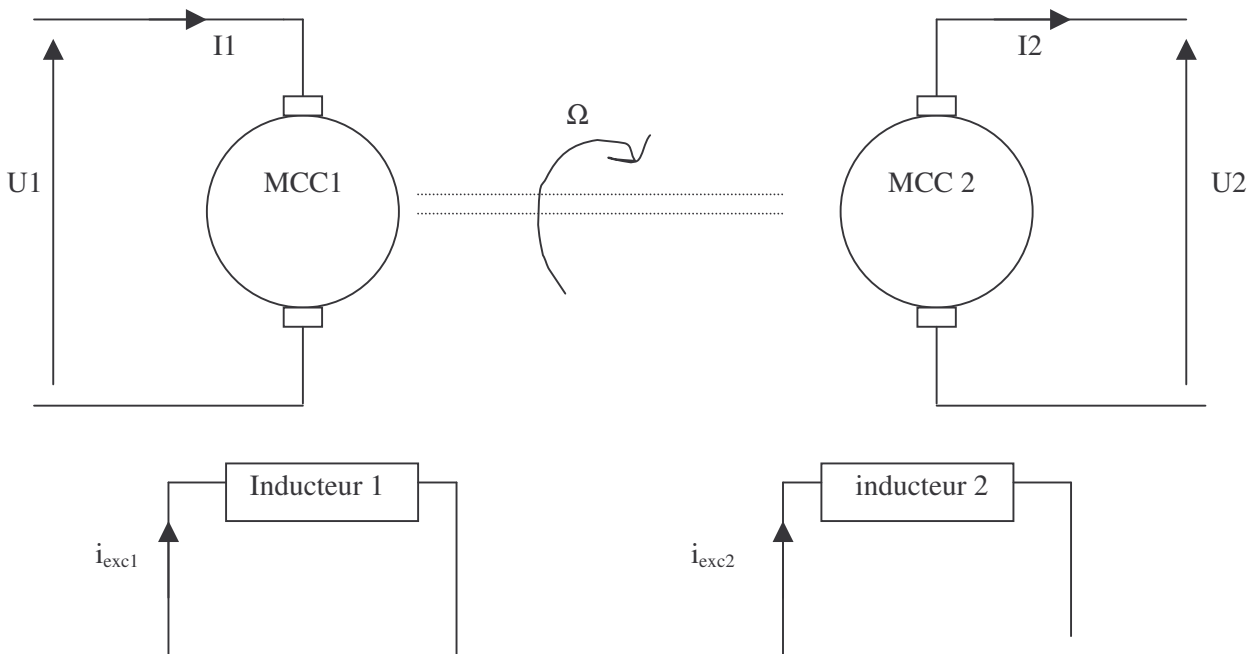 I1
I2
Ω
U1
MCC1
MCC 2
U2
Inducteur 1
inducteur 2
iexc1
iexc2